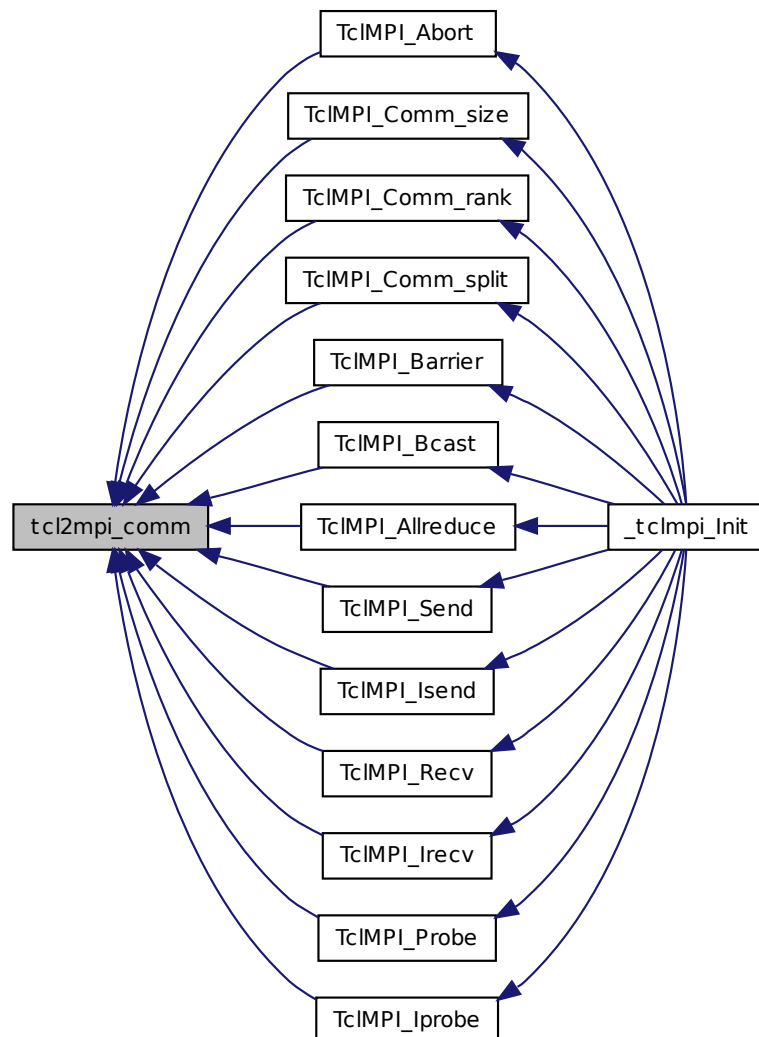 TclMPI_Abort
TclMPI_Comm_size
TclMPI_Comm_rank
TclMPI_Comm_split
TclMPI_Barrier
TclMPI_Bcast
tcl2mpi_comm
TclMPI_Allreduce
_tclmpi_Init
TclMPI_Send
TclMPI_Isend
TclMPI_Recv
TclMPI_Irecv
TclMPI_Probe
TclMPI_Iprobe